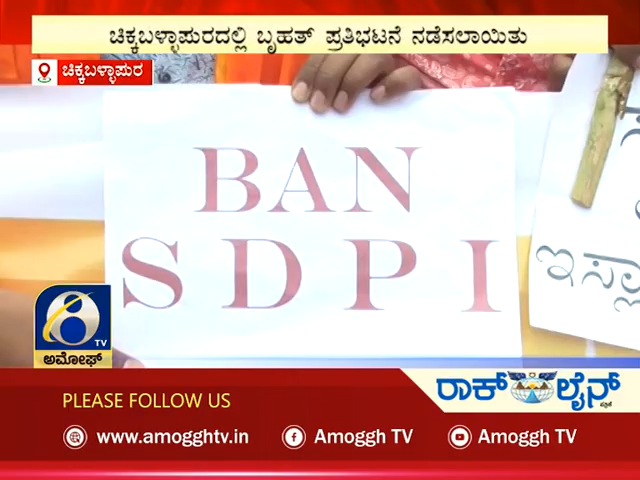 ಚಿಕ್ಕಬಳ್ಳಾಪುರದಲ್ಲಿ ಬೃಹತ್ ಪ್ರತಿಭಟನೆ ನಡೆಸಲಾಯಿತು
ಚಿಕ್ಕಬಳ್ಳಾಪುರ
BAN
SDPI
TV
ಅಮೋಘ್
ರಾಕ್ ಲೈನ್
PLEASE FOLLOW US
www.amogghtv.in
Amoggh TV
Amoggh TV